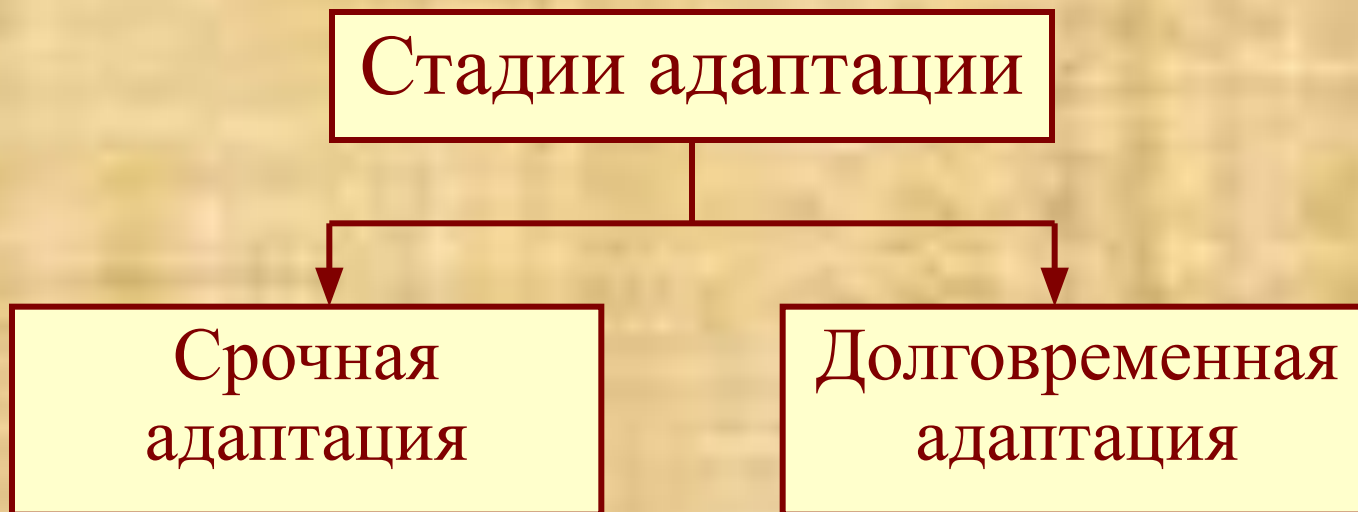 Стадии адаптации
Срочная
адаптация
Долговременная
адаптация